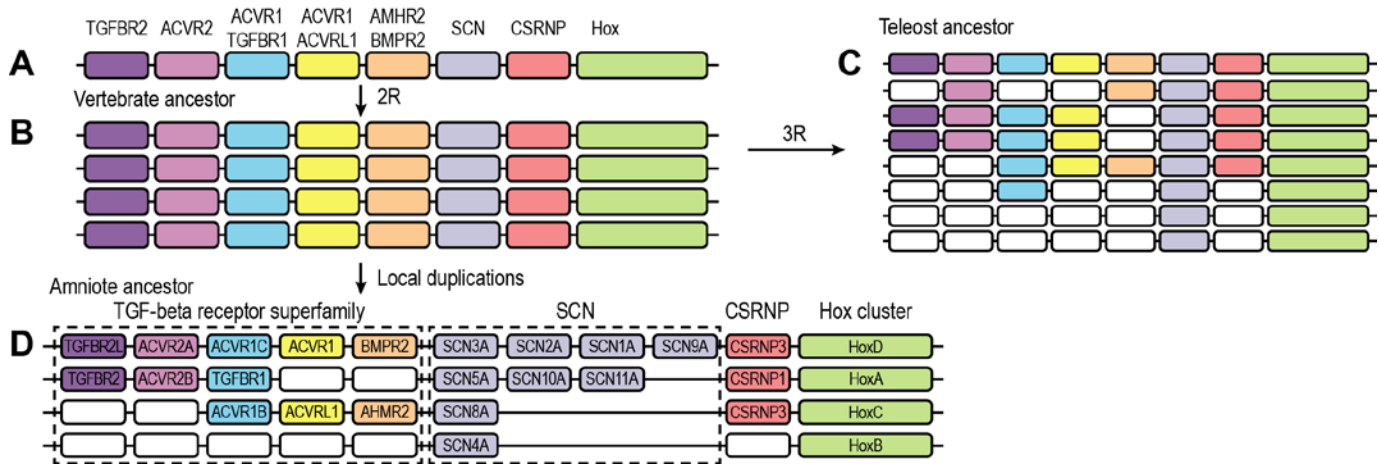 TGFBR2 ACVR2 ACVR1 ACVR1 AMHR2 SCN CSRNP Hox
TGFBR1 ACVRL1 BMPR2
A
Vertebrate ancestor
2R
B
3R
Teleost ancestor
C
Local duplications
Amniote ancestor
TGF-beta receptor superfamily SCN CSRNP Hox cluster
D
TGFBR2L ACVR2A ACVR1C ACVR1 BMPR2 SCN3A SCN2A SCN1A SCN9A CSRNP3 HoxD
TGFBR2 ACVR2B TGFBR1 SCN5A SCN10A SCN11A CSRNP1 HoxA
ACVR1B ACVRL1 AHMR2 SCN8A CSRNP3 HoxC
SCN4A HoxB